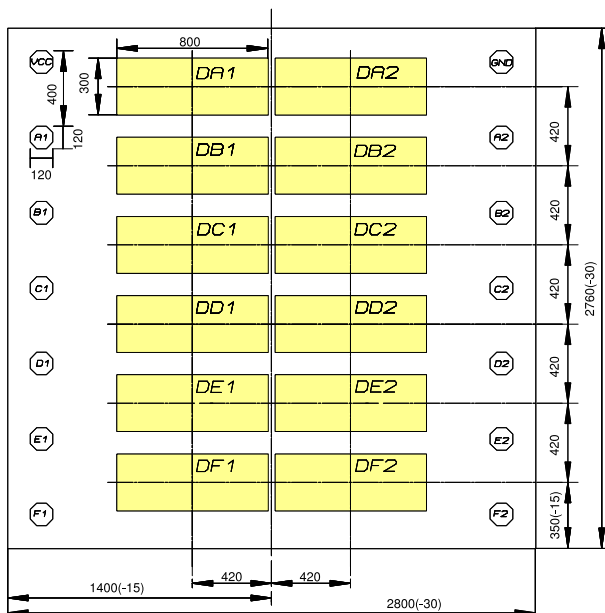 800
VCC DA1 DA2 GND
300
400
420
A1 120 A2
120
DB1 DB2
420
B1 B2
DC1 DC2
420
2760(-30)
C1 C2
DD1 DD2
420
D1 D2
DE1 DE2
420
E1 E2
DF1 DF2
350(-15)
F1 F2
420 420
1400(-15) 2800(-30)